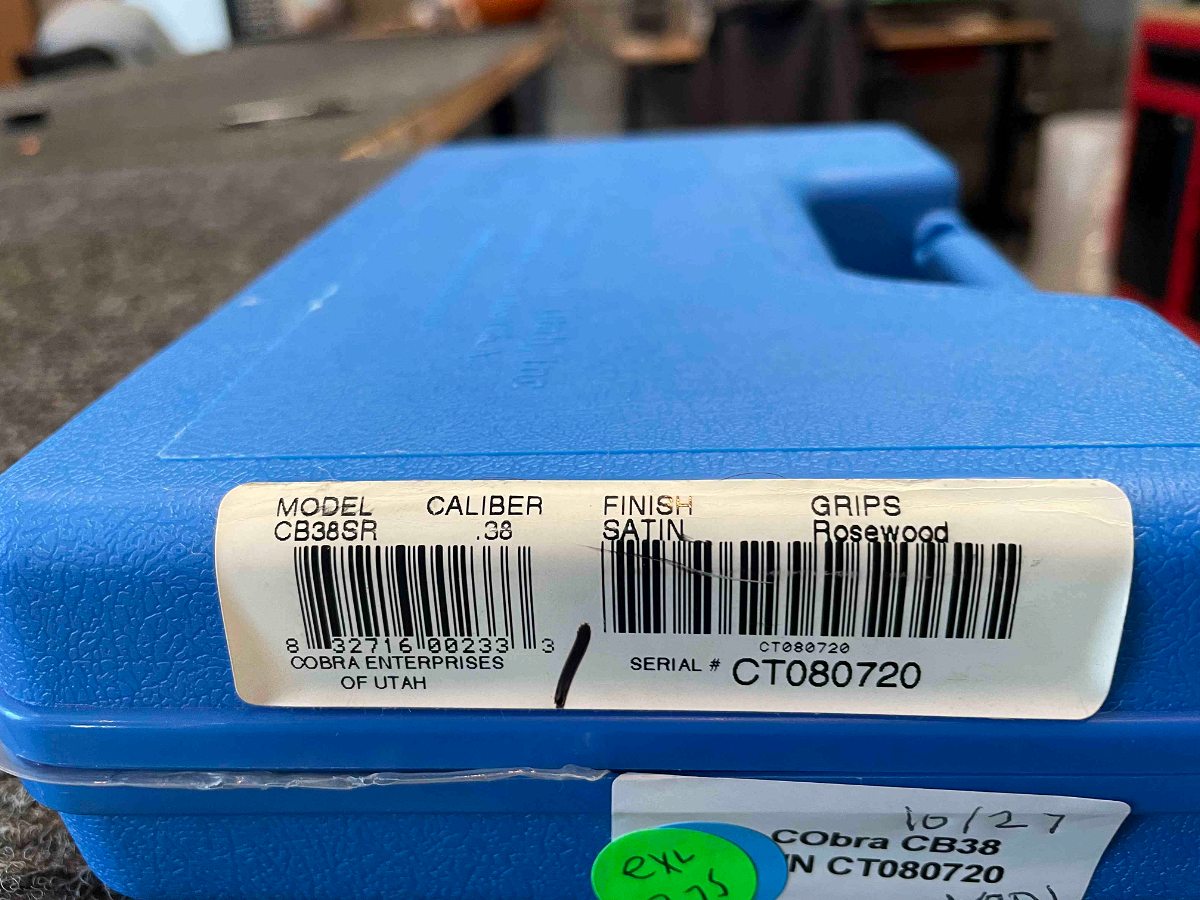 MODEL CALIBER FINISH GRIPS
CB38SR .38 SATIN Rosewood
8 32716 00233 3
COBRA ENTERPRISES
OF UTAH
CT080720
SERIAL # CT080720
10/27
CObra CB38
N CT080720
exL